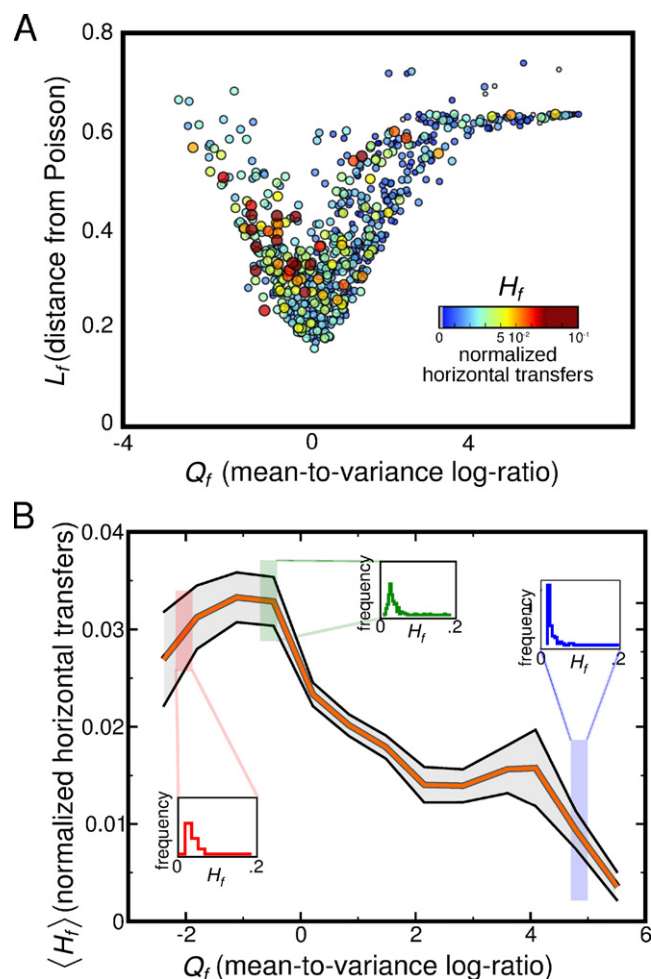 A
0.8
0.6
0.4
0.2
0
-4
0
4
L_f (distance from Poisson)
Q_f (mean-to-variance log-ratio)
H_f
0
5 10^-2
10^-1
normalized
horizontal transfers
B
0.04
0.03
0.02
0.01
0
-2
0
2
4
6
⟨H_f⟩ (normalized horizontal transfers)
Q_f (mean-to-variance log-ratio)
frequency
0
H_f
.2
frequency
0
H_f
.2
frequency
0
H_f
.2